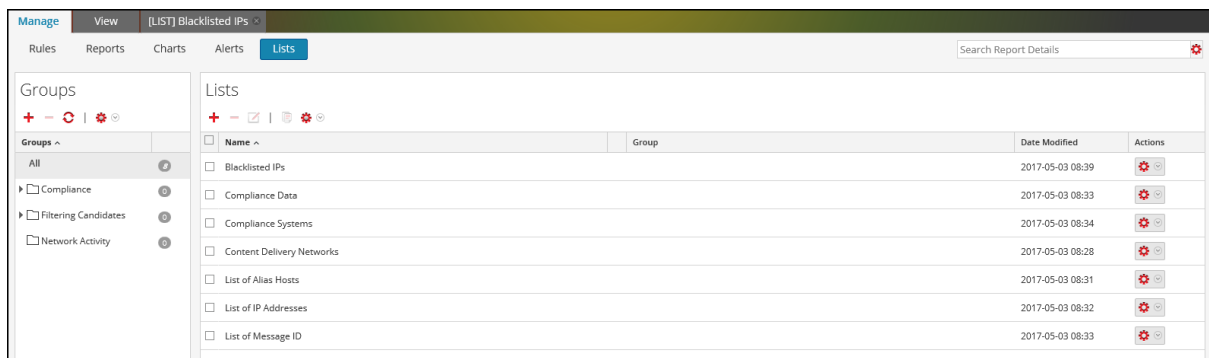 Manage View [LIST] Blacklisted IPs
Rules Reports Charts Alerts Lists Search Report Details
Groups
Groups
All 8
Compliance 0
Filtering Candidates 0
Network Activity 0
Lists
Name Group Date Modified Actions
Blacklisted IPs 2017-05-03 08:39
Compliance Data 2017-05-03 08:33
Compliance Systems 2017-05-03 08:34
Content Delivery Networks 2017-05-03 08:28
List of Alias Hosts 2017-05-03 08:31
List of IP Addresses 2017-05-03 08:32
List of Message ID 2017-05-03 08:33